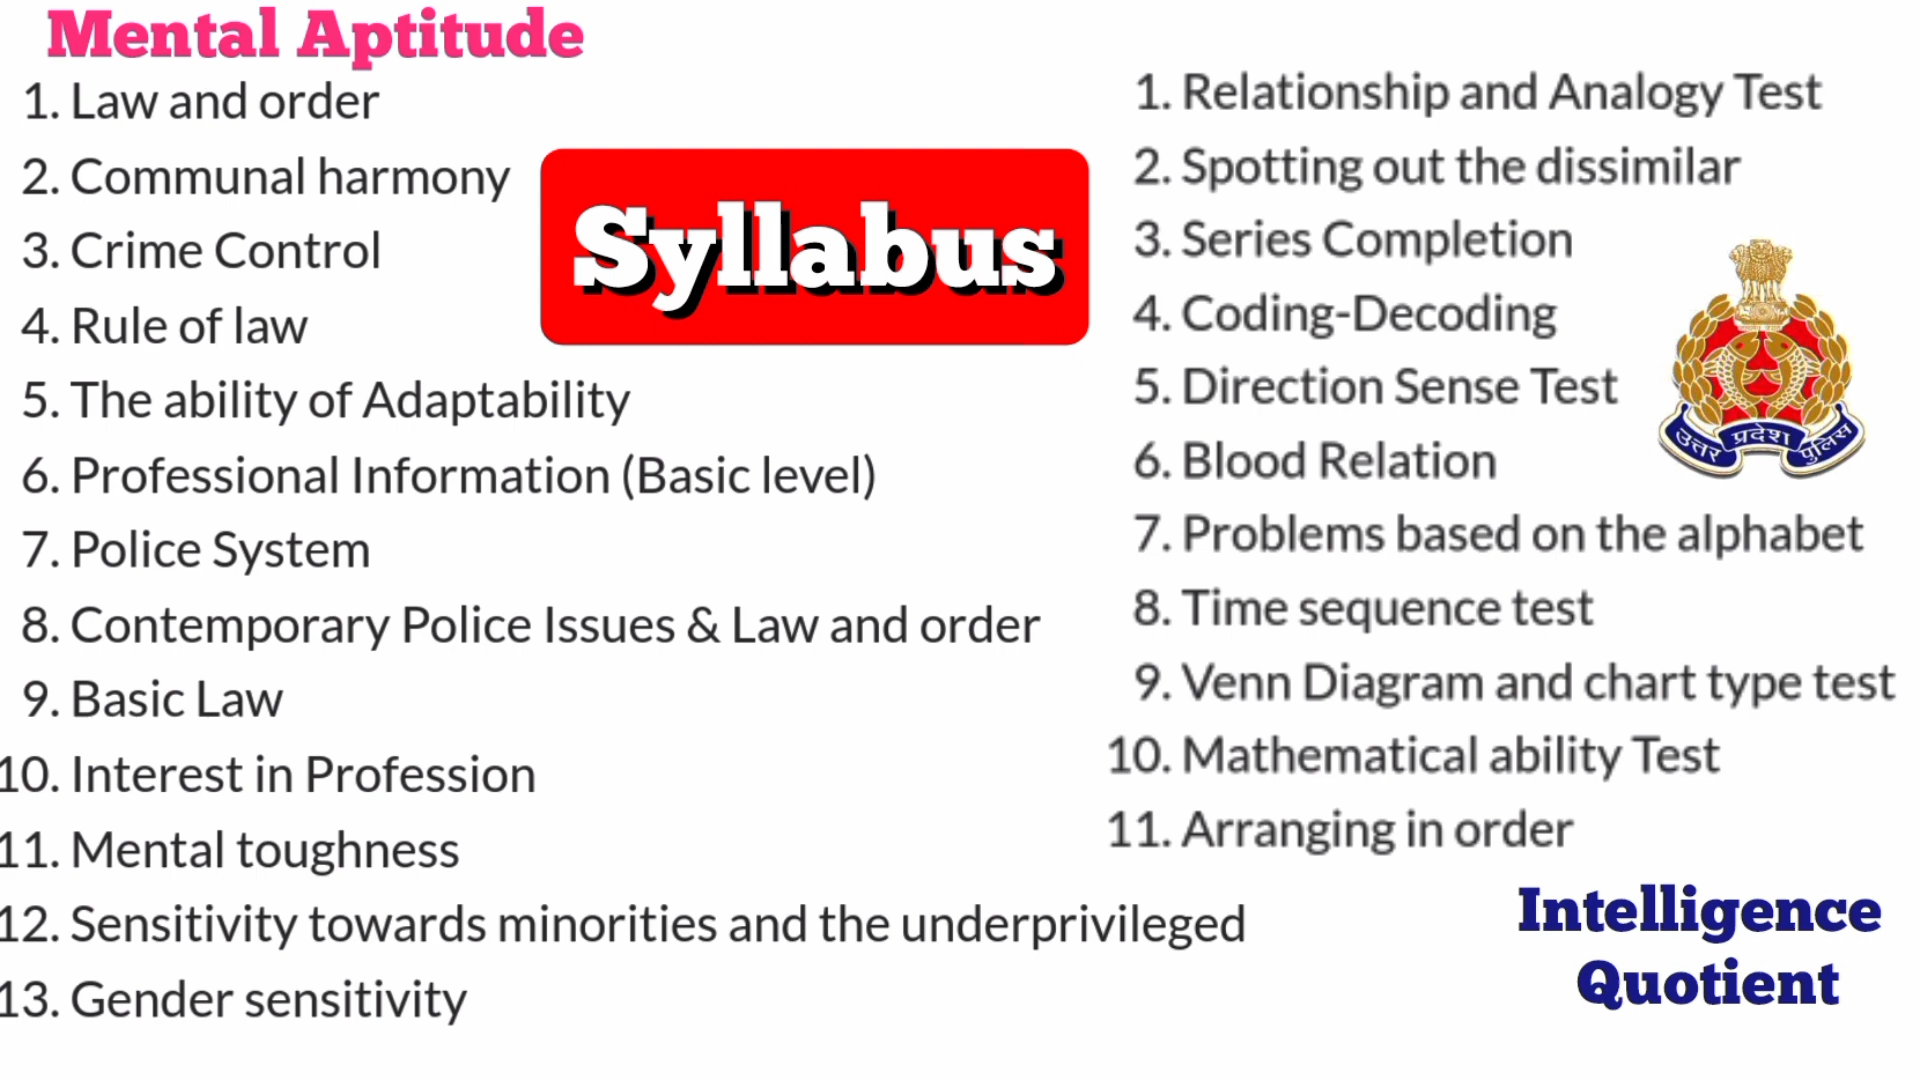 Mental Aptitude
1. Law and order
2. Communal harmony
3. Crime Control
4. Rule of law
5. The ability of Adaptability
6. Professional Information (Basic level)
7. Police System
8. Contemporary Police Issues & Law and order
9. Basic Law
10. Interest in Profession
11. Mental toughness
12. Sensitivity towards minorities and the underprivileged
13. Gender sensitivity
Syllabus
1. Relationship and Analogy Test
2. Spotting out the dissimilar
3. Series Completion
4. Coding-Decoding
5. Direction Sense Test
6. Blood Relation
7. Problems based on the alphabet
8. Time sequence test
9. Venn Diagram and chart type test
10. Mathematical ability Test
11. Arranging in order
उत्तर प्रदेश पुलिस
Intelligence
Quotient